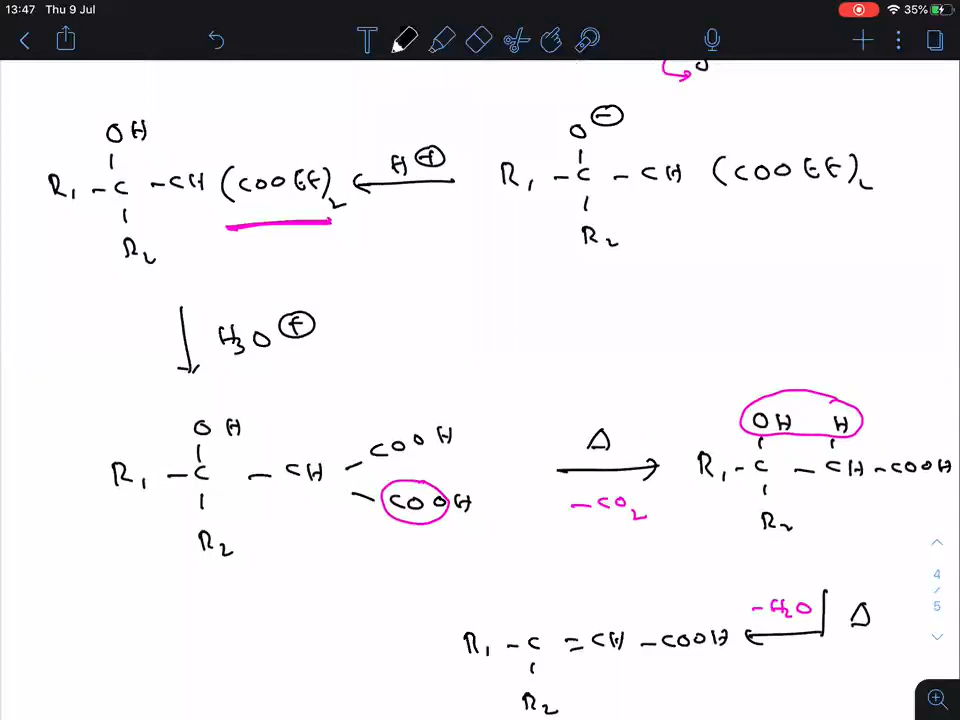 13:47 Thu 9 Jul 35%
OH
R1 - C - CH (COOEt)2 ← H⊕
R2
O⊖
R1 - C - CH (COOEt)2
R2
↓ H3O⊕
OH
R1 - C - CH COOH
COOH
R2
Δ
- CO2
OH H
R1 - C - CH - COOH
R2
- H2O Δ
R1 - C = CH - COOH
R2
4
/
5